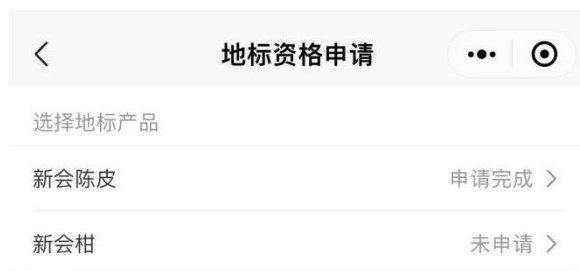 地标资格申请
选择地标产品
新会陈皮 申请完成
新会柑 未申请